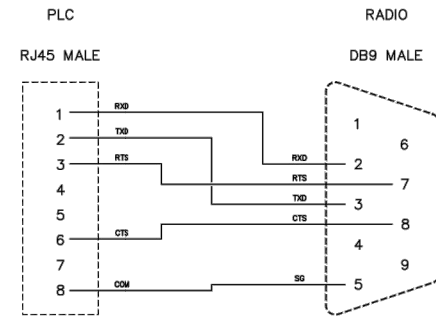 PLC RADIO
RJ45 MALE DB9 MALE
1 RXD
1
2 TXD
6
3 RTS RXD 2
RTS 7
4
TXD 3
5
CTS 8
6 CTS
4
7
9
8 COM SG 5